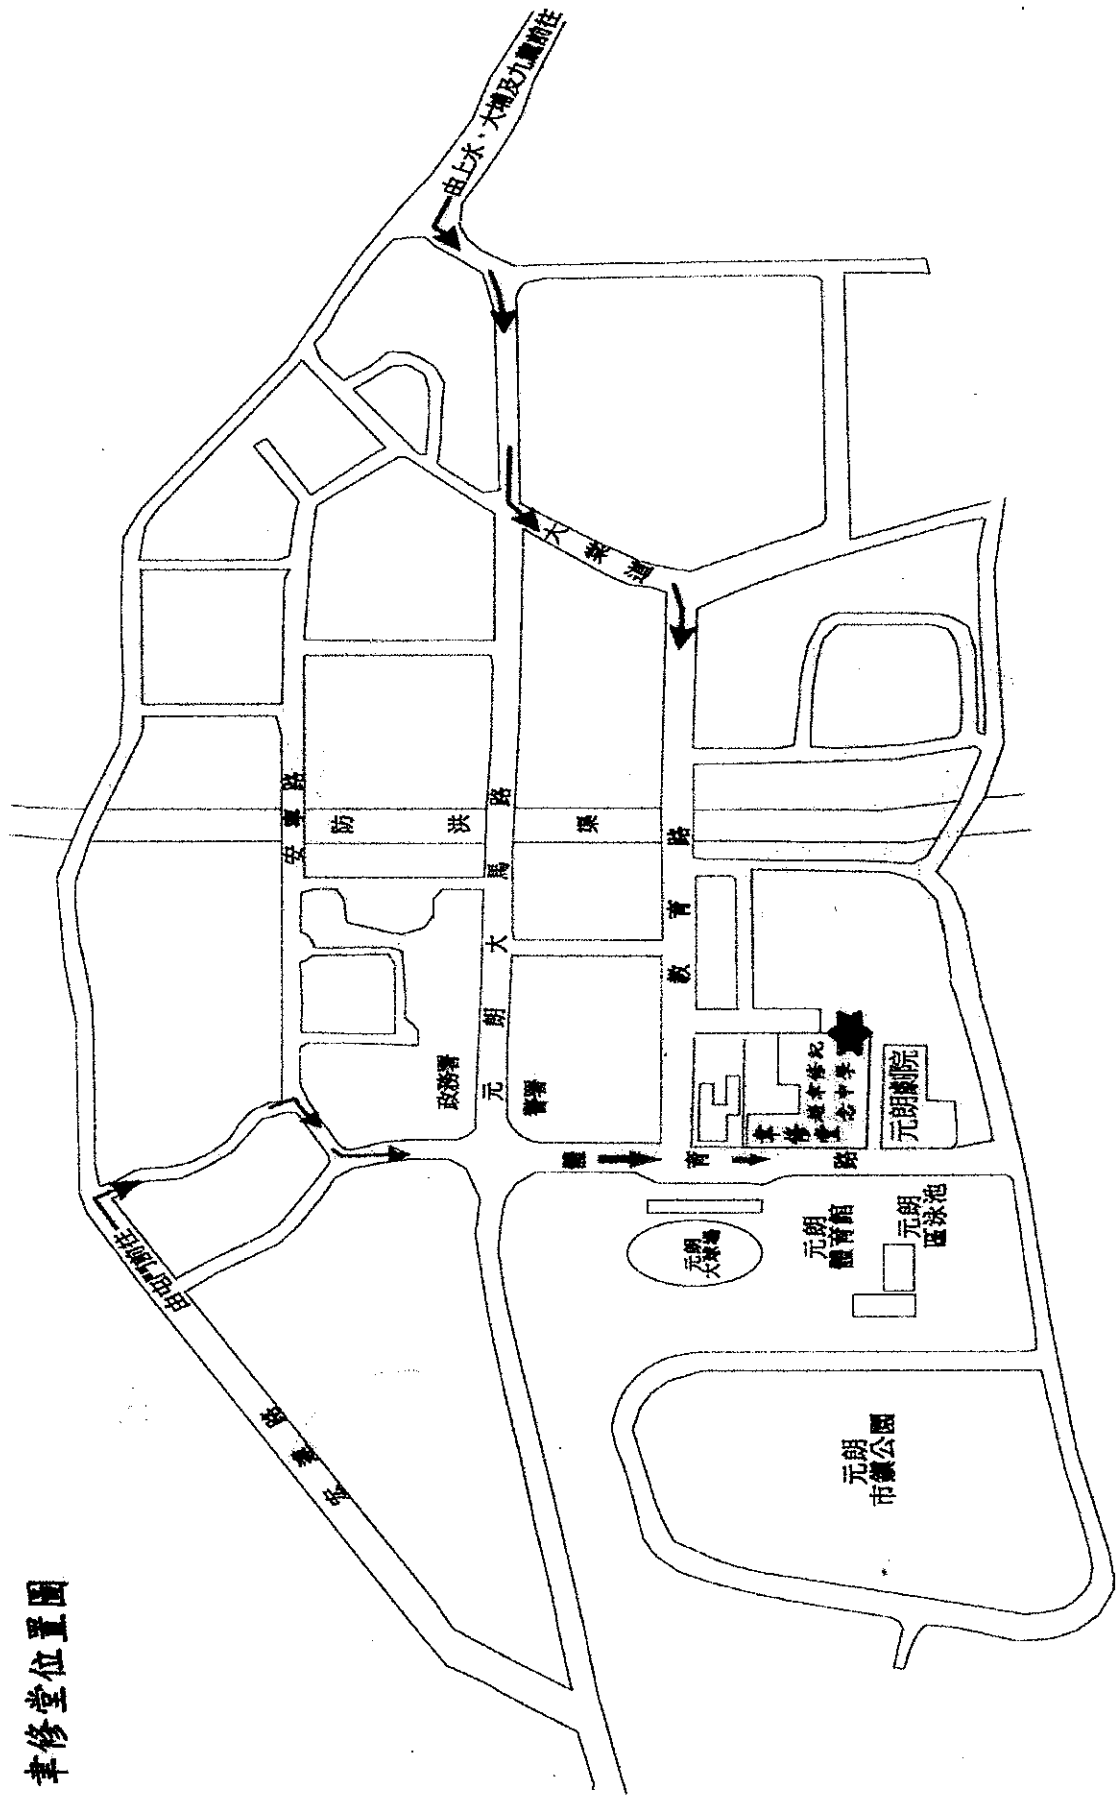 聿修堂位置圖
由上水、大埔及九龍前往
由屯門前往
宏達路
安寧路
防洪渠
元朗大馬路
大棠道
教育路
體育路
政務署
警署
聿修堂
趙聿修紀
念中學
元朗劇院
元朗
大球場
元朗
體育館
元朗
區泳池
元朗
市鎮公園